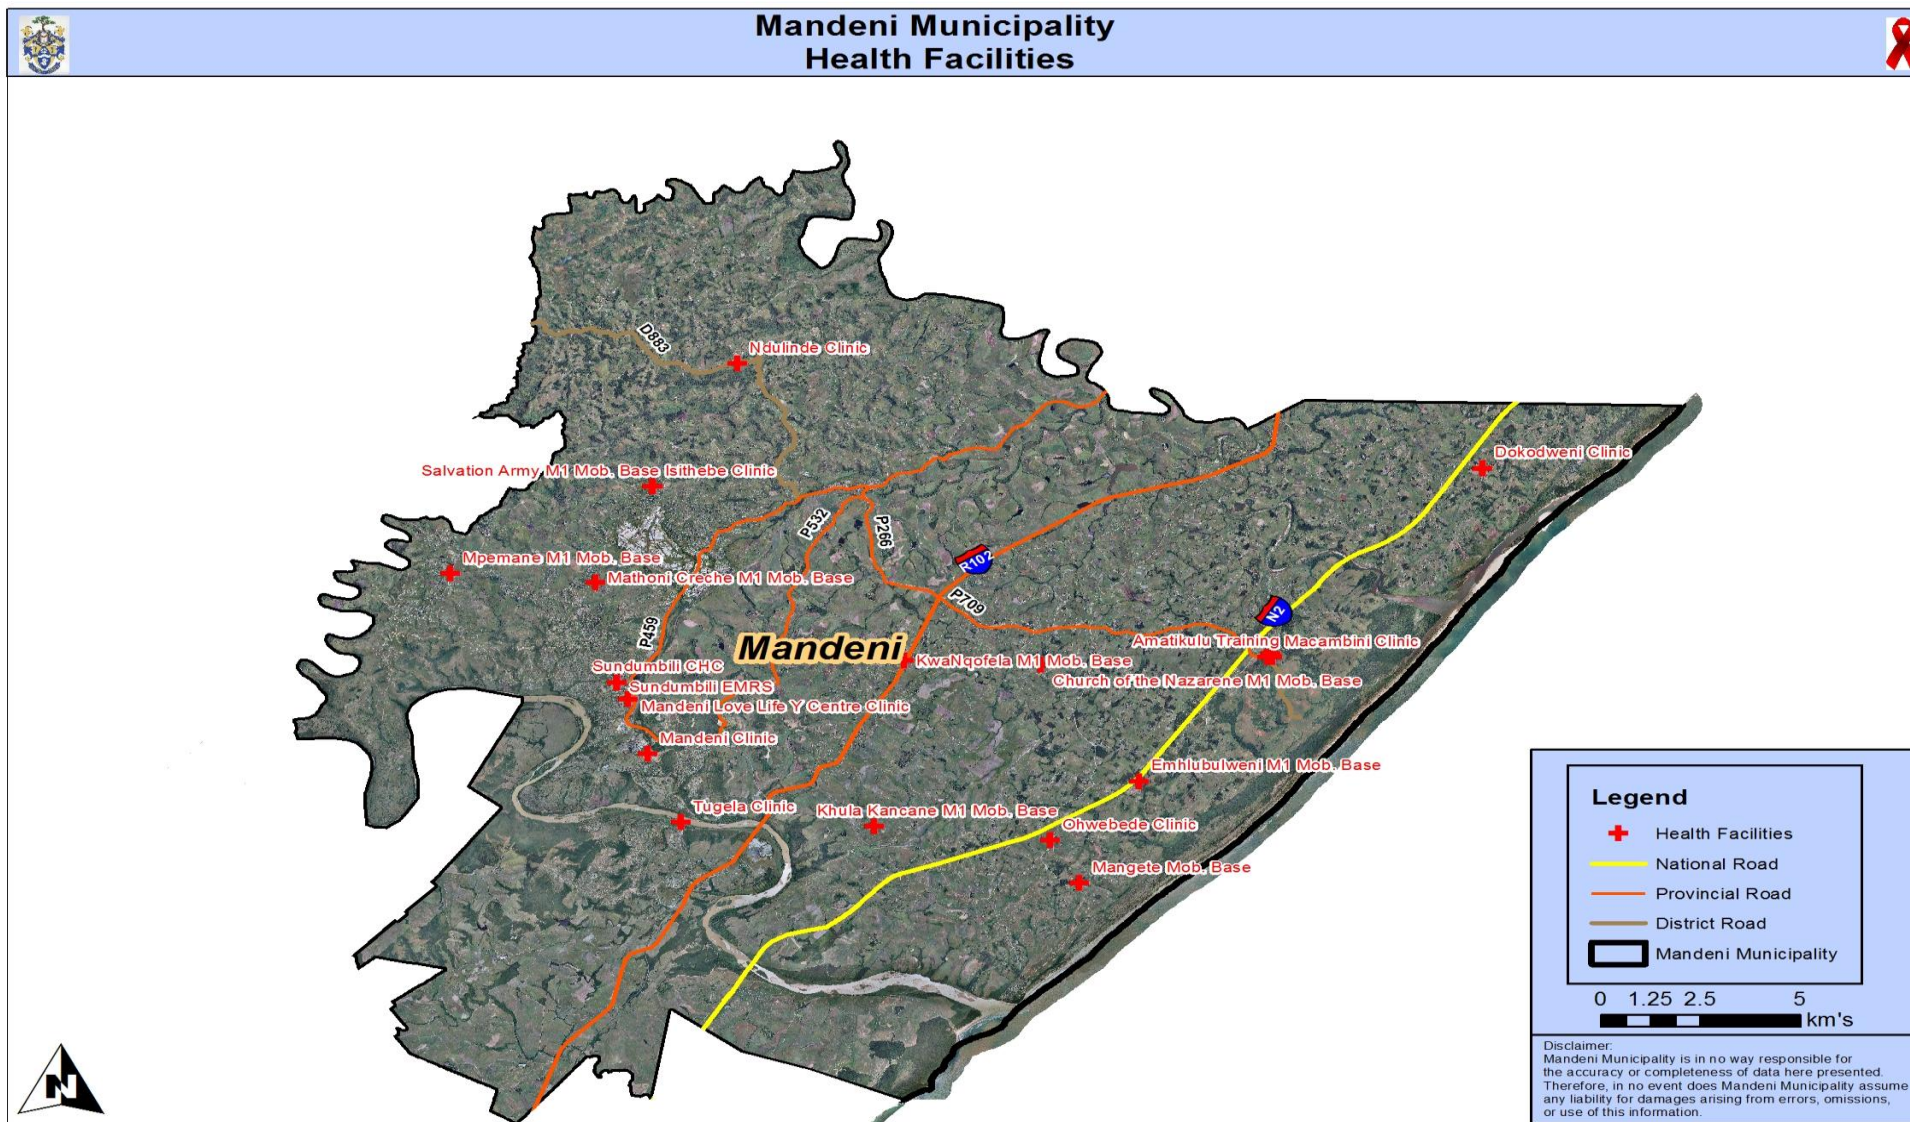 Mandeni Municipality
Health Facilities
D883
Ndulinde Clinic
Dokodweni Clinic
Salvation Army M1 Mob. Base Isithebe Clinic
P532
P266
R102
Mpemane M1 Mob. Base
Mathoni Creche M1 Mob. Base
P709
N2
P459
Mandeni
Amatikulu Training Macambini Clinic
KwaNqofela M1 Mob. Base
Sundumbili CHC
Church of the Nazarene M1 Mob. Base
Sundumbili EMRS
Mandeni Love Life Y Centre Clinic
Mandeni Clinic
Emhlubulweni M1 Mob. Base
Tugela Clinic
Khula Kancane M1 Mob. Base
Ohwebede Clinic
Mangete Mob. Base
Legend
Health Facilities
National Road
Provincial Road
District Road
Mandeni Municipality
0 1.25 2.5 5
km's
N
Disclaimer:
Mandeni Municipality is in no way responsible for
the accuracy or completeness of data here presented.
Therefore, in no event does Mandeni Municipality assume
any liability for damages arising from errors, omissions,
or use of this information.